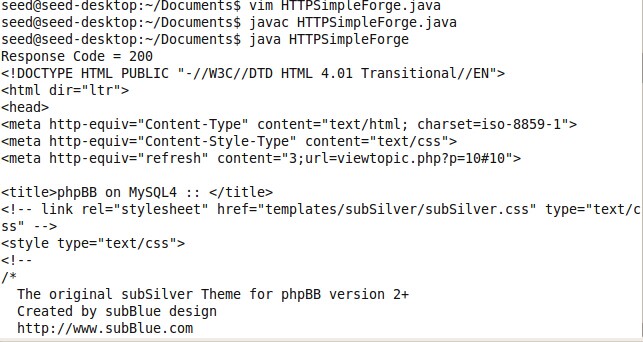 seed@seed-desktop:~/Documents$ vim HTTPSimpleForge.java
seed@seed-desktop:~/Documents$ javac HTTPSimpleForge.java
seed@seed-desktop:~/Documents$ java HTTPSimpleForge
Response Code = 200
<!DOCTYPE HTML PUBLIC "-//W3C//DTD HTML 4.01 Transitional//EN">
<html dir="ltr">
<head>
<meta http-equiv="Content-Type" content="text/html; charset=iso-8859-1">
<meta http-equiv="Content-Style-Type" content="text/css">
<meta http-equiv="refresh" content="3;url=viewtopic.php?p=10#10">

<title>phpBB on MySQL4 :: </title>
<!-- link rel="stylesheet" href="templates/subSilver/subSilver.css" type="text/c
ss" -->
<style type="text/css">
<!--
/*
  The original subSilver Theme for phpBB version 2+
  Created by subBlue design
  http://www.subBlue.com